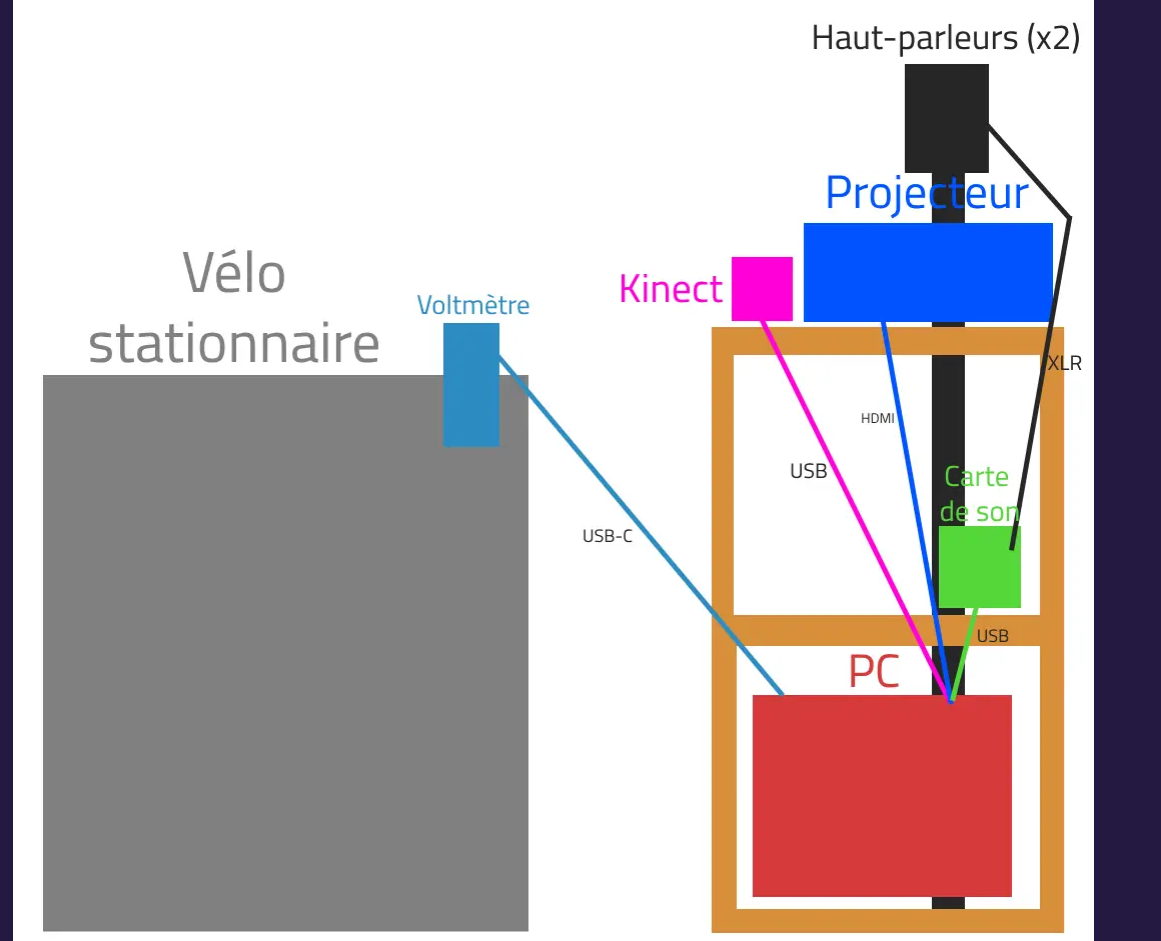 Haut-parleurs (x2)
Projecteur
Kinect
Vélo
stationnaire
Voltmètre
XLR
HDMI
USB
Carte
de son
USB-C
USB
PC